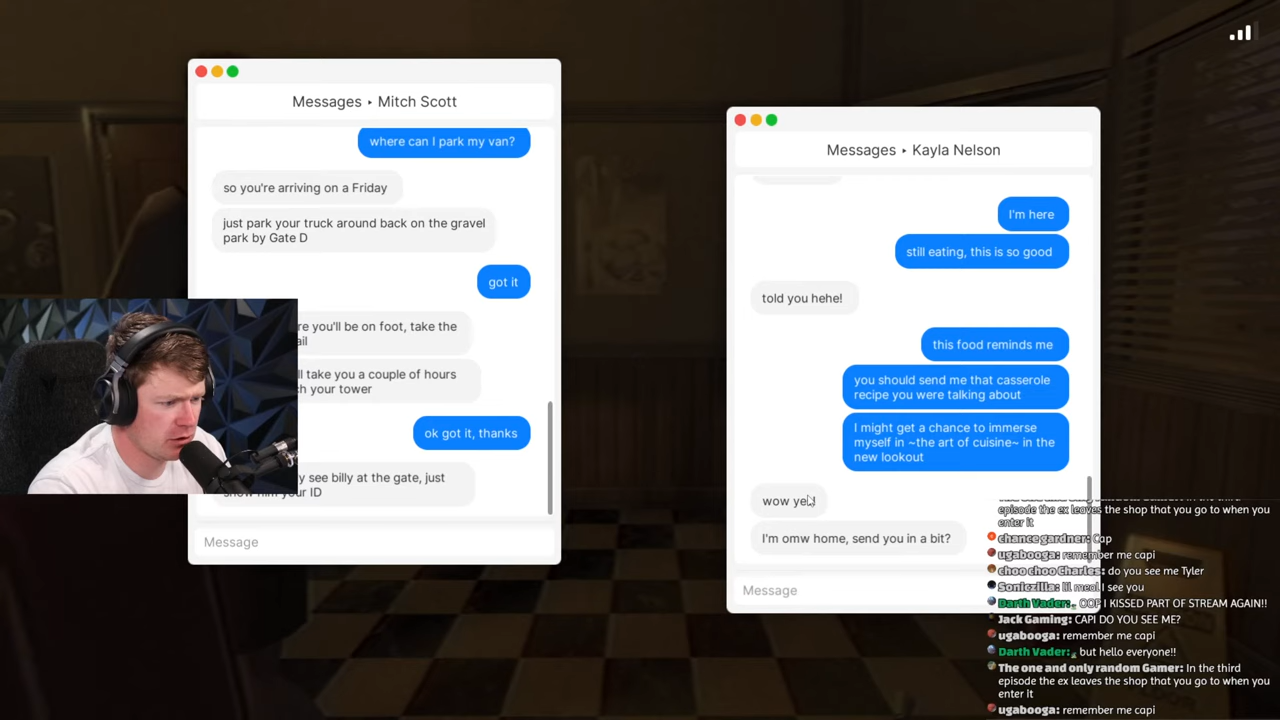 Messages ▸ Mitch Scott
where can I park my van?
so you're arriving on a Friday
just park your truck around back on the gravel
park by Gate D
got it
re you'll be on foot, take the
ail
ll take you a couple of hours
ch your tower
ok got it, thanks
y see billy at the gate, just
show him your ID
Message
Messages ▸ Kayla Nelson
I'm here
still eating, this is so good
told you hehe!
this food reminds me
you should send me that casserole
recipe you were talking about
I might get a chance to immerse
myself in ~the art of cuisine~ in the
new lookout
wow yes!
I'm omw home, send you in a bit?
Message
episode the ex leaves the shop that you go to when you
enter it
chance gardner: Cap
ugabooga: remember me capi
choo choo Charles: do you see me Tyler
Soniczilla: lil meol I see you
Darth Vader: OOP I KISSED PART OF STREAM AGAIN!!
Jack Gaming: CAPI DO YOU SEE ME?
ugabooga: remember me capi
Darth Vader: but hello everyone!!
The one and only random Gamer: In the third
episode the ex leaves the shop that you go to when you
enter it
ugabooga: remember me capi